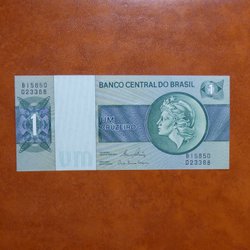 BANCO CENTRAL DO BRASIL
1
B15850
023388
1
UM
CRUZEIRO
B15850
023388
UM